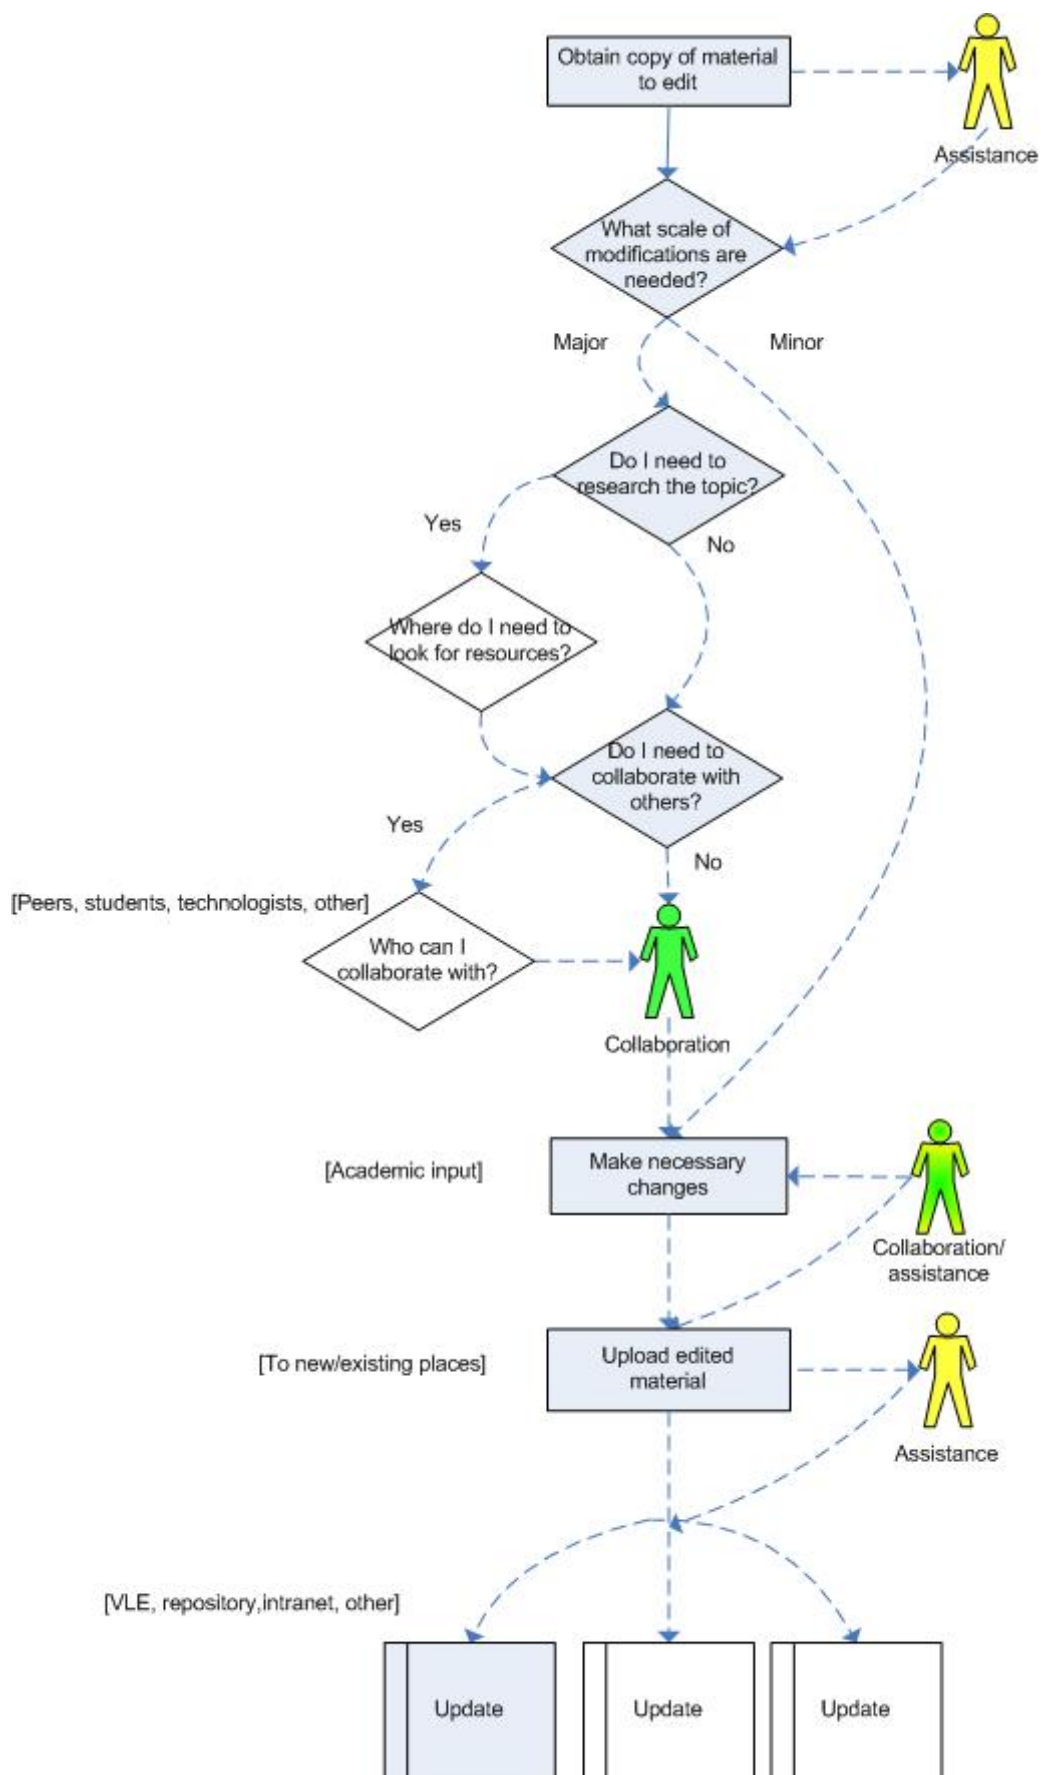 Obtain copy of material
to edit
Assistance
What scale of
modifications are
needed?
Major
Minor
Do I need to
research the topic?
Yes
No
Where do I need to
look for resources?
Do I need to
collaborate with
others?
Yes
No
[Peers, students, technologists, other]
Who can I
collaborate with?
Collaboration
[Academic input]
Make necessary
changes
Collaboration/
assistance
[To new/existing places]
Upload edited
material
Assistance
[VLE, repository,intranet, other]
Update
Update
Update